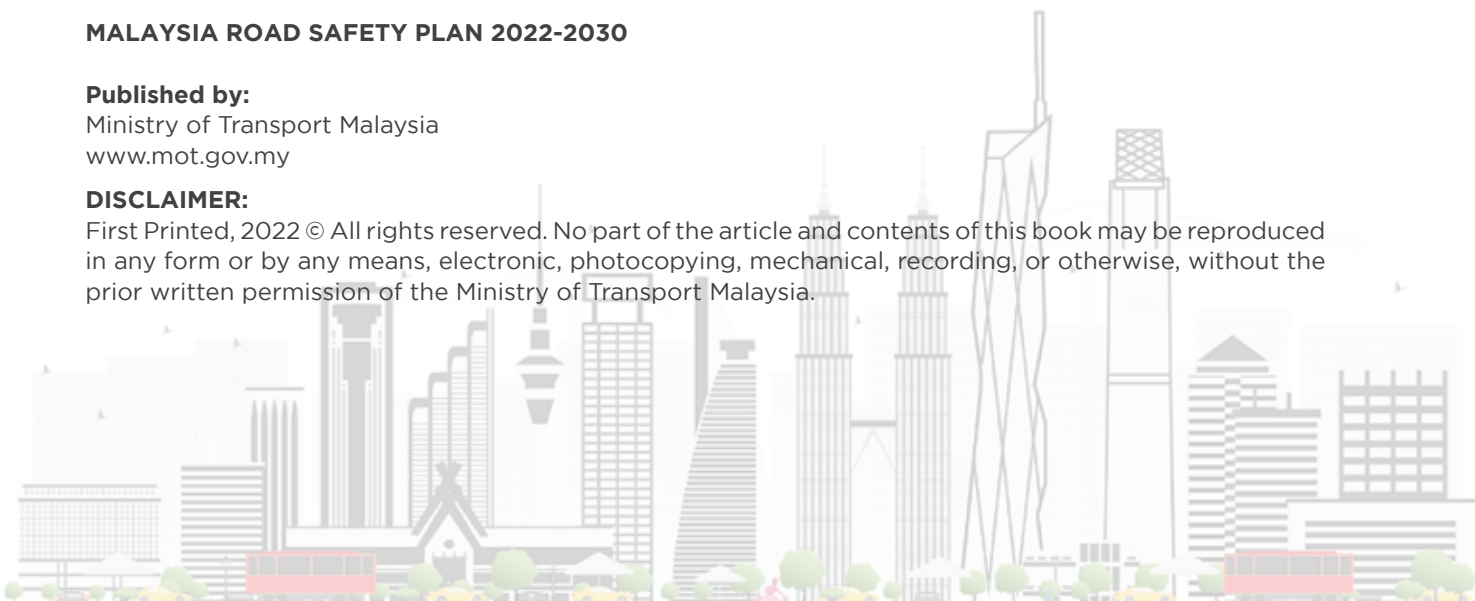 MALAYSIA ROAD SAFETY PLAN 2022-2030
Published by:
Ministry of Transport Malaysia
www.mot.gov.my
DISCLAIMER:
First Printed, 2022 © All rights reserved. No part of the article and contents of this book may be reproduced
in any form or by any means, electronic, photocopying, mechanical, recording, or otherwise, without the
prior written permission of the Ministry of Transport Malaysia.